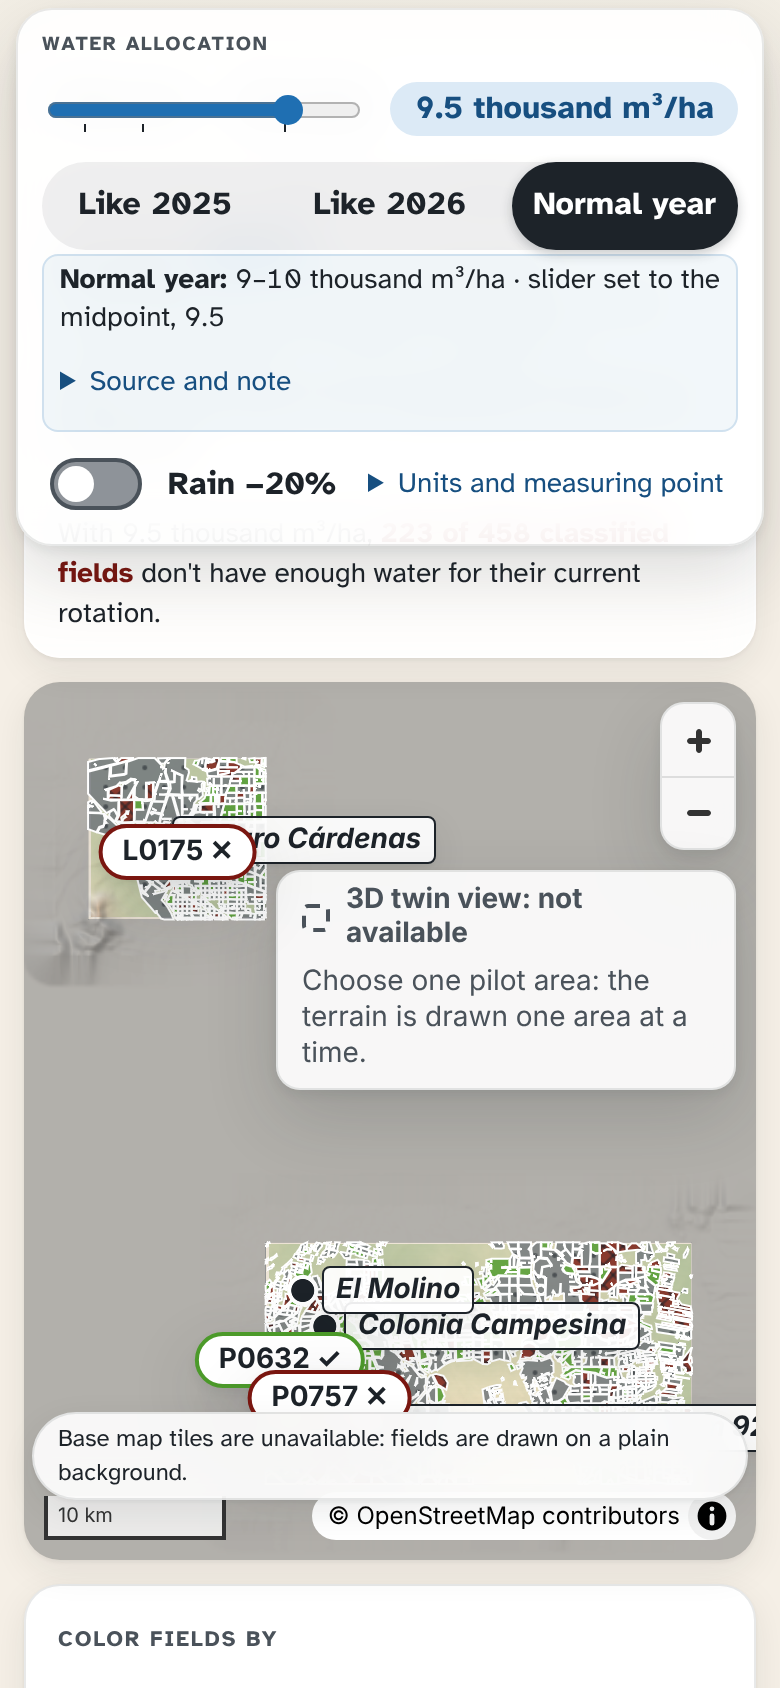 WATER ALLOCATION
9.5 thousand m³/ha
Like 2025
Like 2026
Normal year
Normal year: 9–10 thousand m³/ha · slider set to the
midpoint, 9.5
▶ Source and note
Rain −20%
▶ Units and measuring point
With 9.5 thousand m³/ha, 223 of 458 classified
fields don't have enough water for their current
rotation.
+
−
L0175 ✕
ro Cárdenas
3D twin view: not
available
Choose one pilot area: the
terrain is drawn one area at a
time.
El Molino
Colonia Campesina
P0632 ✓
P0757 ✕
92
Base map tiles are unavailable: fields are drawn on a plain
background.
10 km
© OpenStreetMap contributors
COLOR FIELDS BY